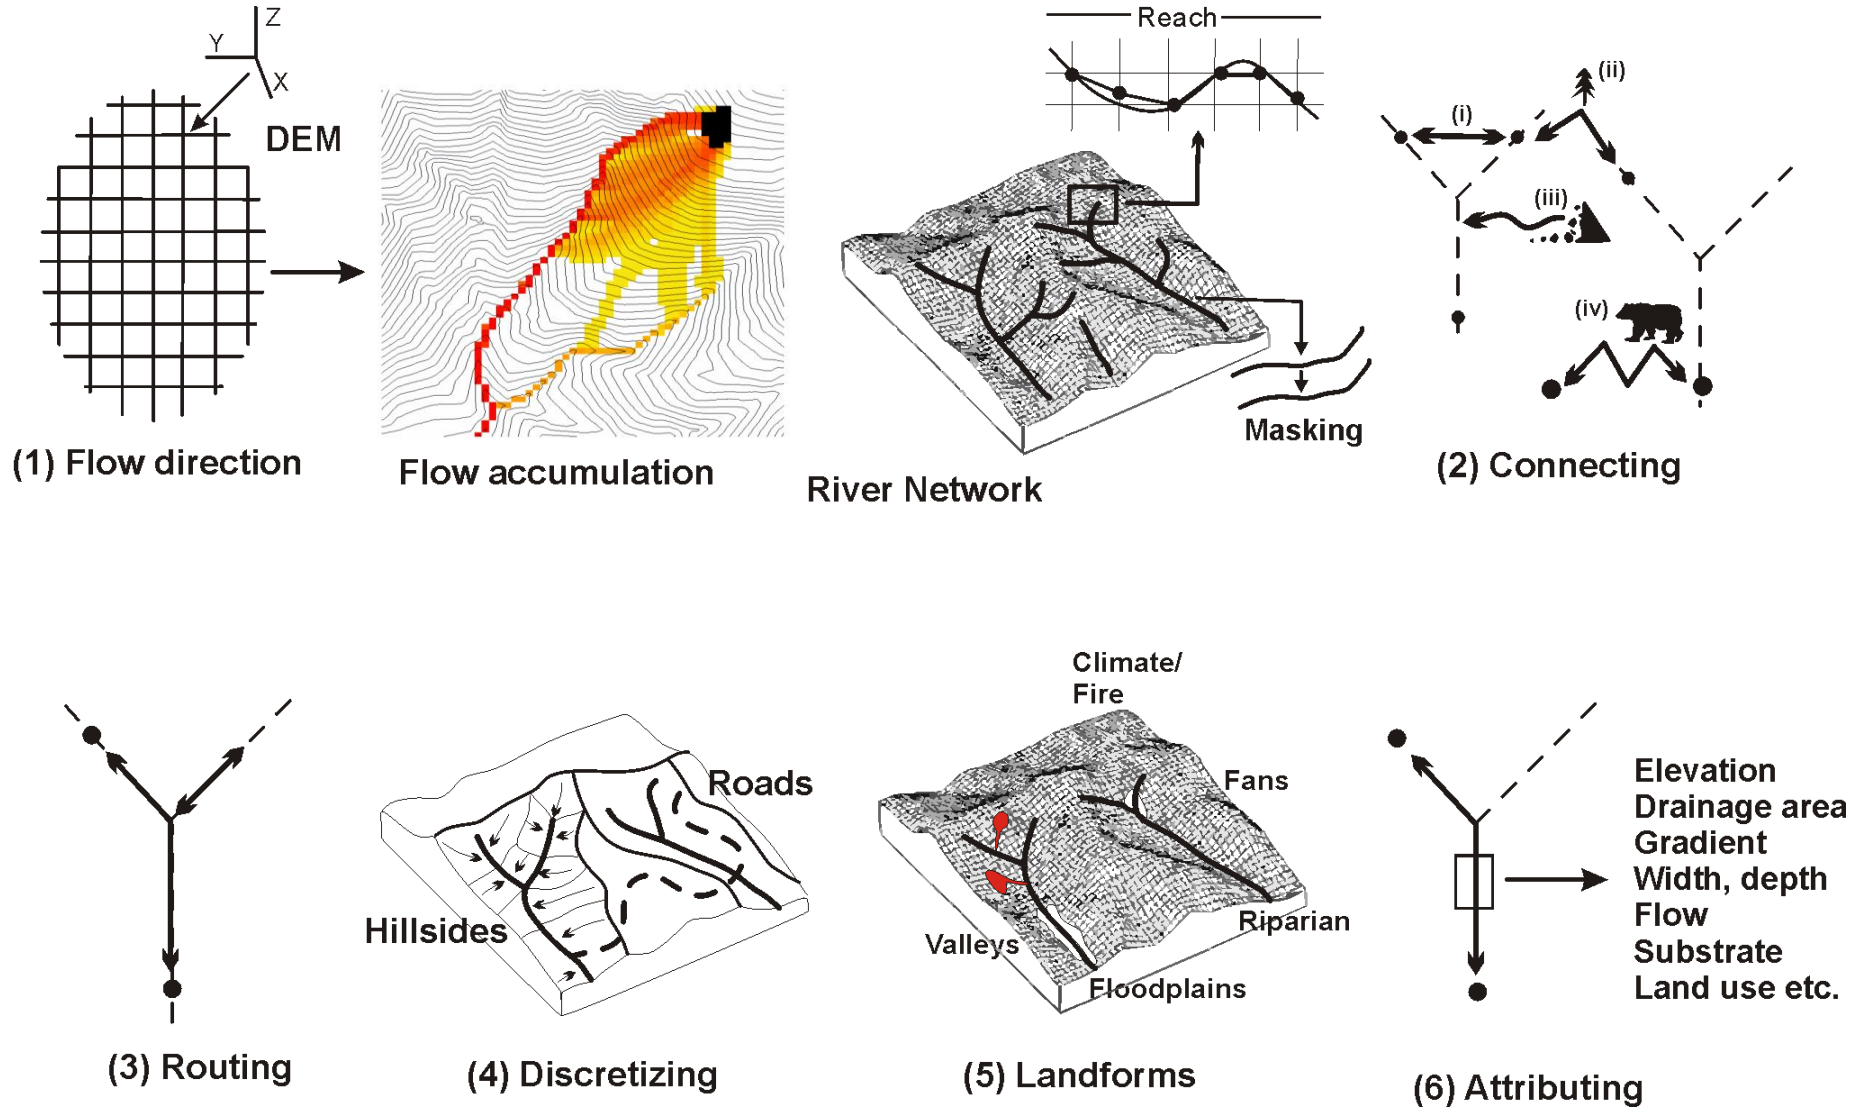 Z
Y
X
DEM
(1) Flow direction
Flow accumulation
Reach
Masking
River Network
(i)
(ii)
(iii)
(iv)
(2) Connecting
(3) Routing
Roads
Hillsides
(4) Discretizing
Climate/
Fire
Fans
Riparian
Valleys
Floodplains
(5) Landforms
Elevation
Drainage area
Gradient
Width, depth
Flow
Substrate
Land use etc.
(6) Attributing